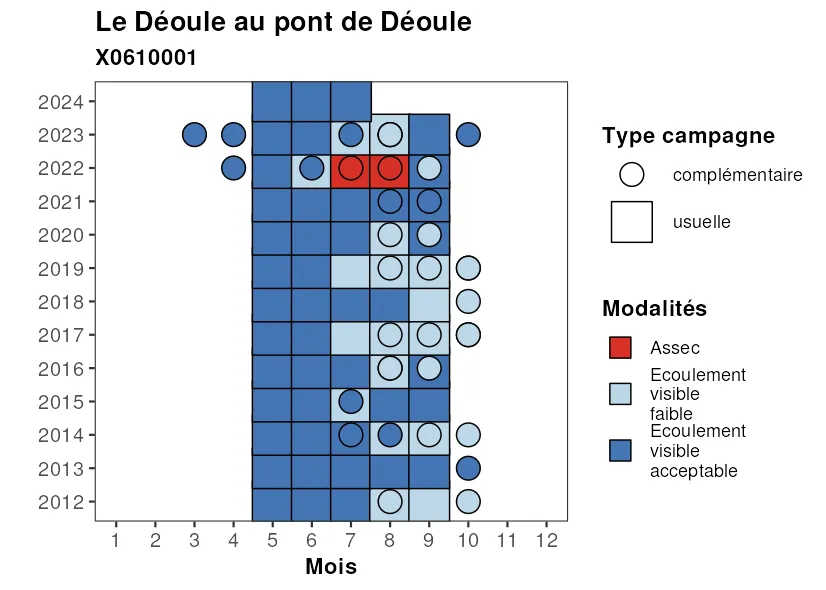 Le Déoule au pont de Déoule
X0610001
2024
2023
2022
2021
2020
2019
2018
2017
2016
2015
2014
2013
2012
1 2 3 4 5 6 7 8 9 10 11 12
Mois
Type campagne
complémentaire
usuelle
Modalités
Assec
Ecoulement
visible
faible
Ecoulement
visible
acceptable